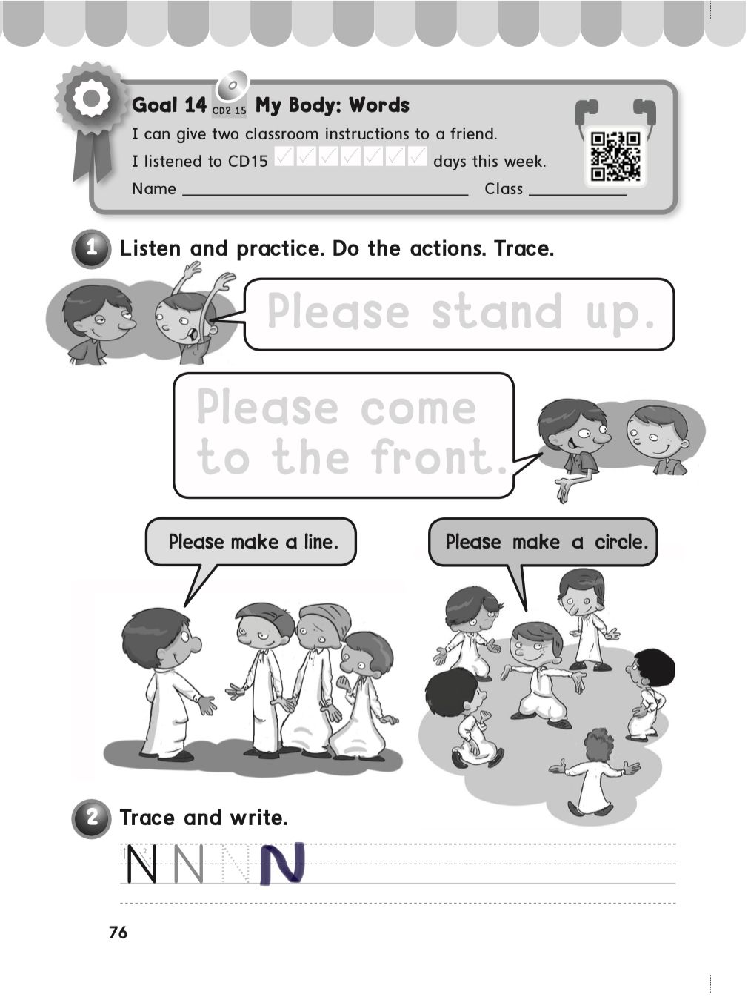 Goal 14 CD2 15 My Body: Words
I can give two classroom instructions to a friend.
I listened to CD15 days this week.
Name Class
1 Listen and practice. Do the actions. Trace.
Please stand up.
Please come
to the front.
Please make a line.
Please make a circle.
2 Trace and write.
1 2
N N N N
76